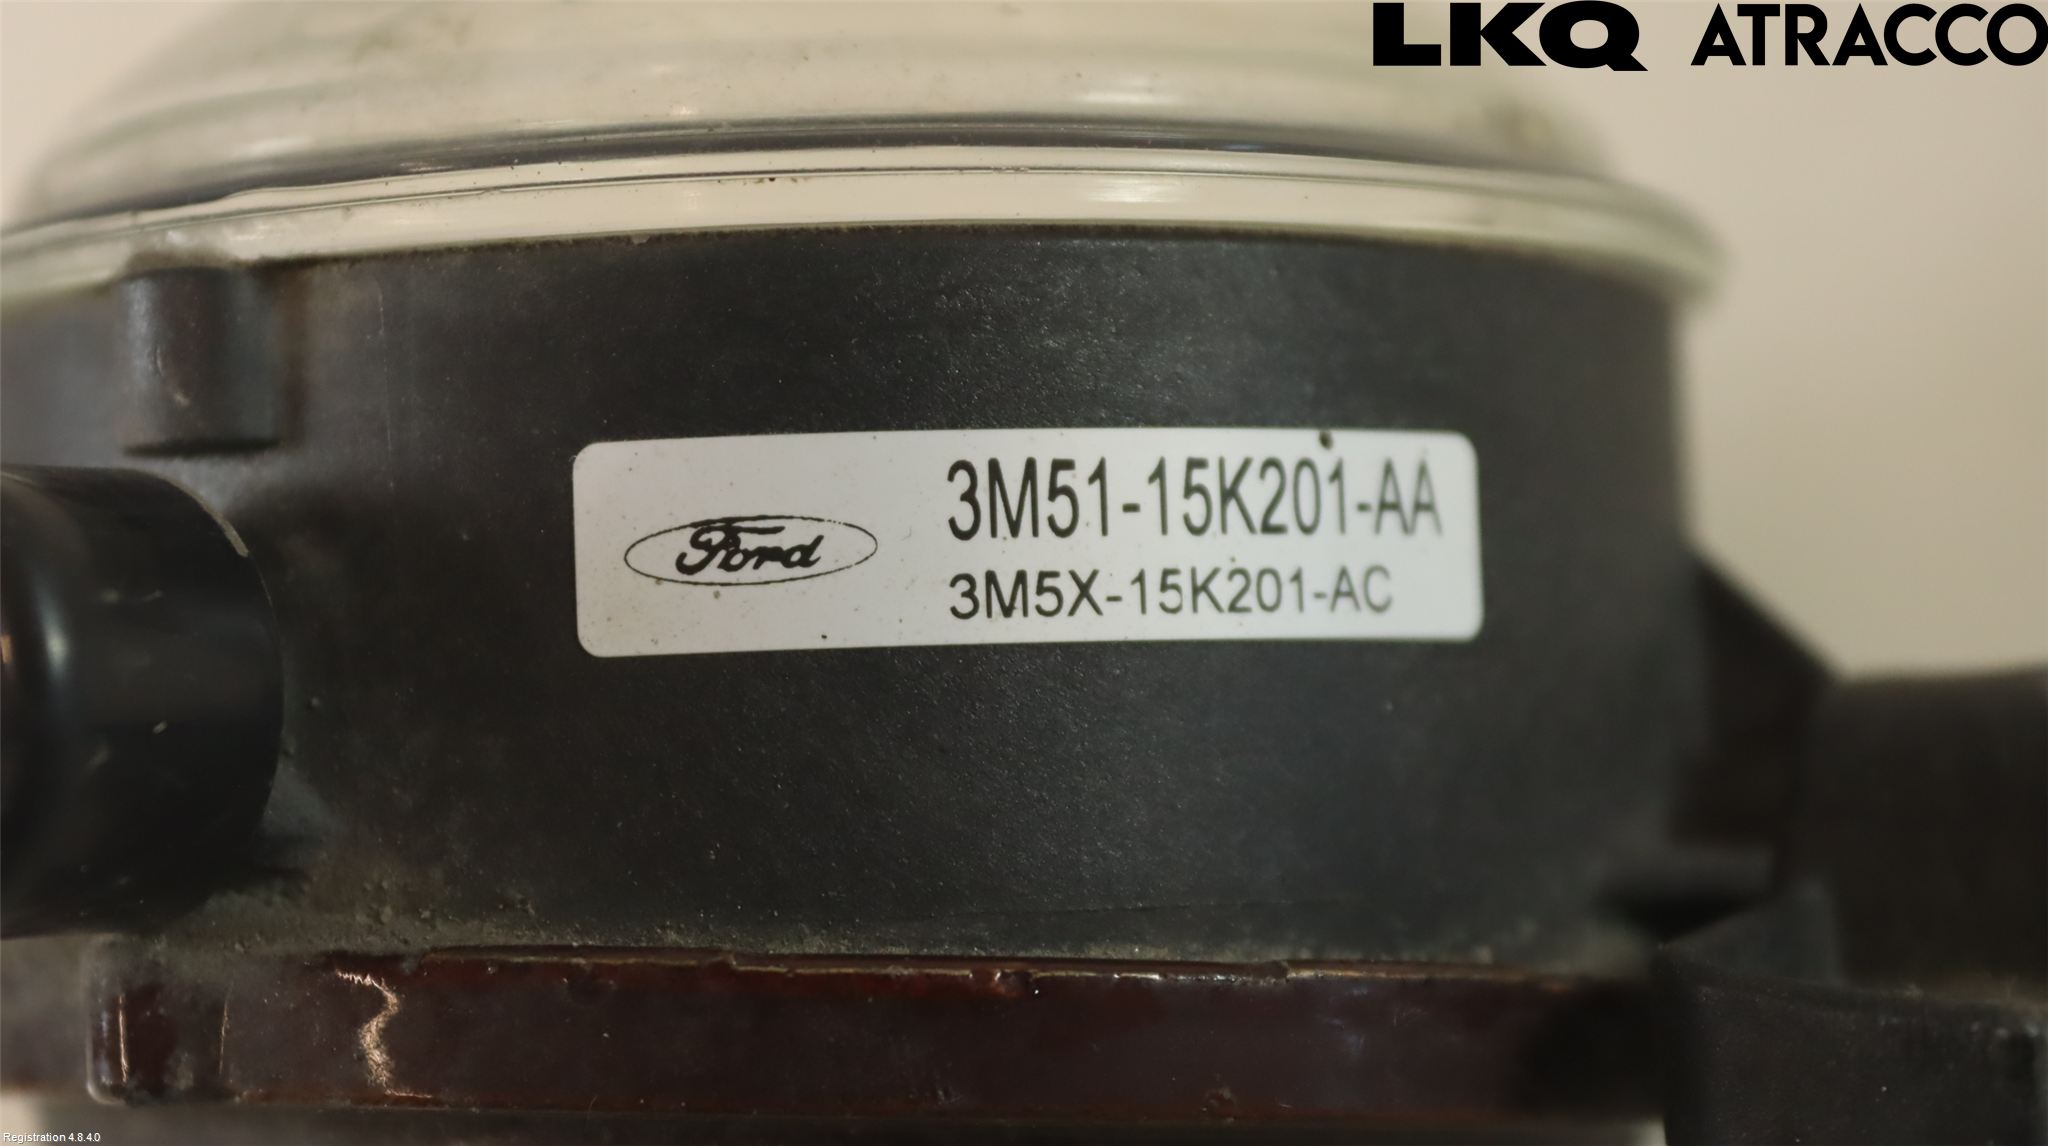 LKQ ATRACCO
Ford
3M51-15K201-AA
3M5X-15K201-AC
Registration 4.8.4.0